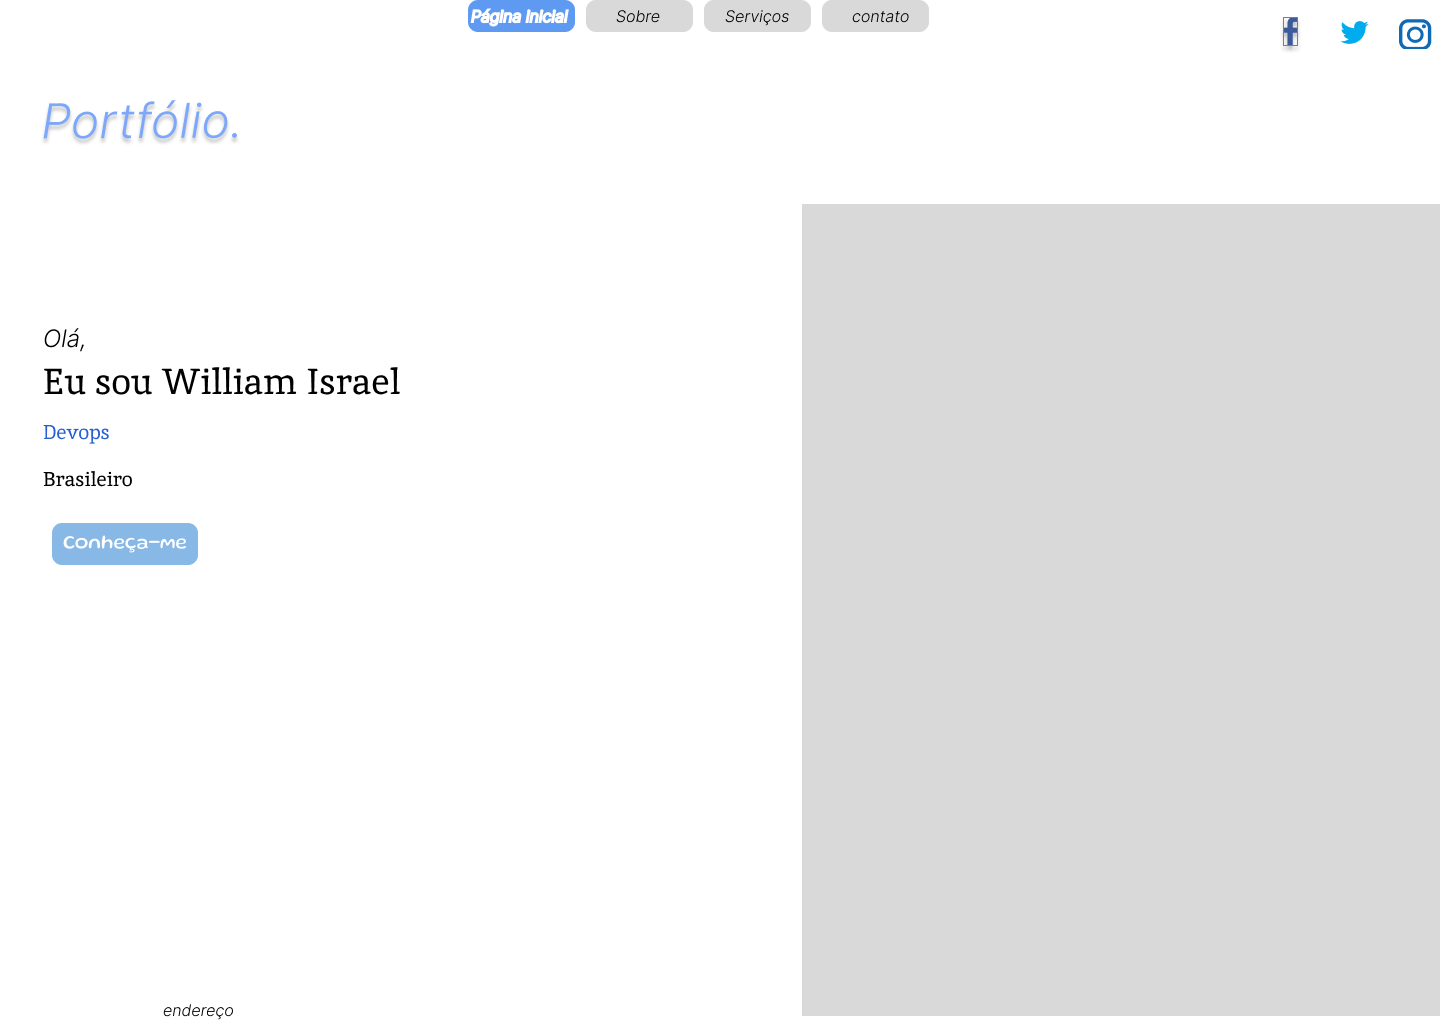 Página Inicial
Sobre
Serviços
contato
Portfólio.
Olá,
Eu sou William Israel
Devops
Brasileiro
Conheça-me
endereço